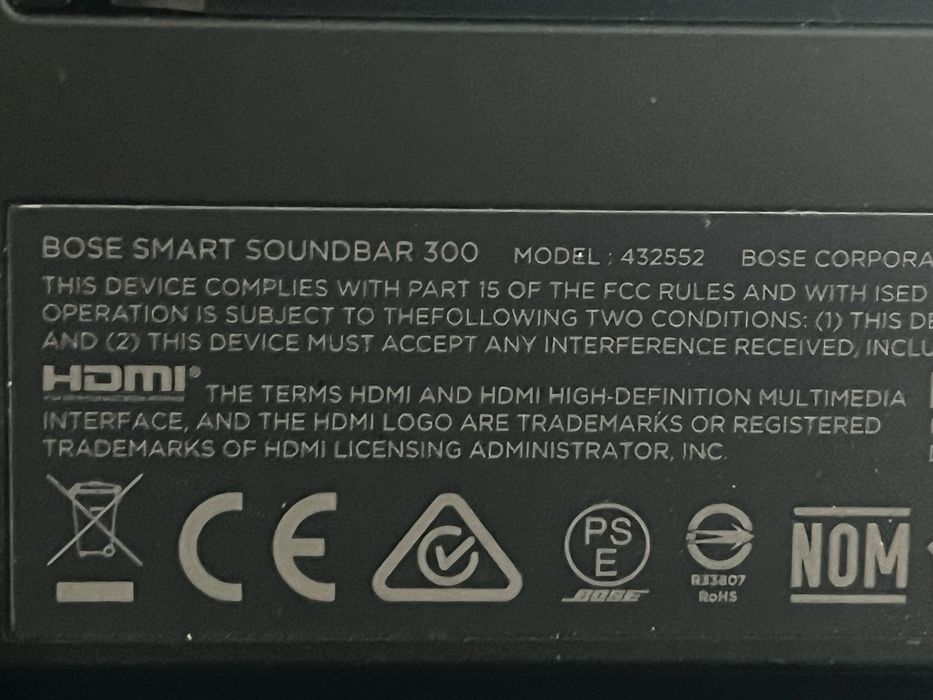 BOSE SMART SOUNDBAR 300 MODEL : 432552 BOSE CORPORA
THIS DEVICE COMPLIES WITH PART 15 OF THE FCC RULES AND WITH ISED
OPERATION IS SUBJECT TO THEFOLLOWING TWO CONDITIONS: (1) THIS DE
AND (2) THIS DEVICE MUST ACCEPT ANY INTERFERENCE RECEIVED, INCLU
HDMI® THE TERMS HDMI AND HDMI HIGH-DEFINITION MULTIMEDIA
INTERFACE, AND THE HDMI LOGO ARE TRADEMARKS OR REGISTERED
TRADEMARKS OF HDMI LICENSING ADMINISTRATOR, INC.
CE PS E BOSE R33807 RoHS NOM